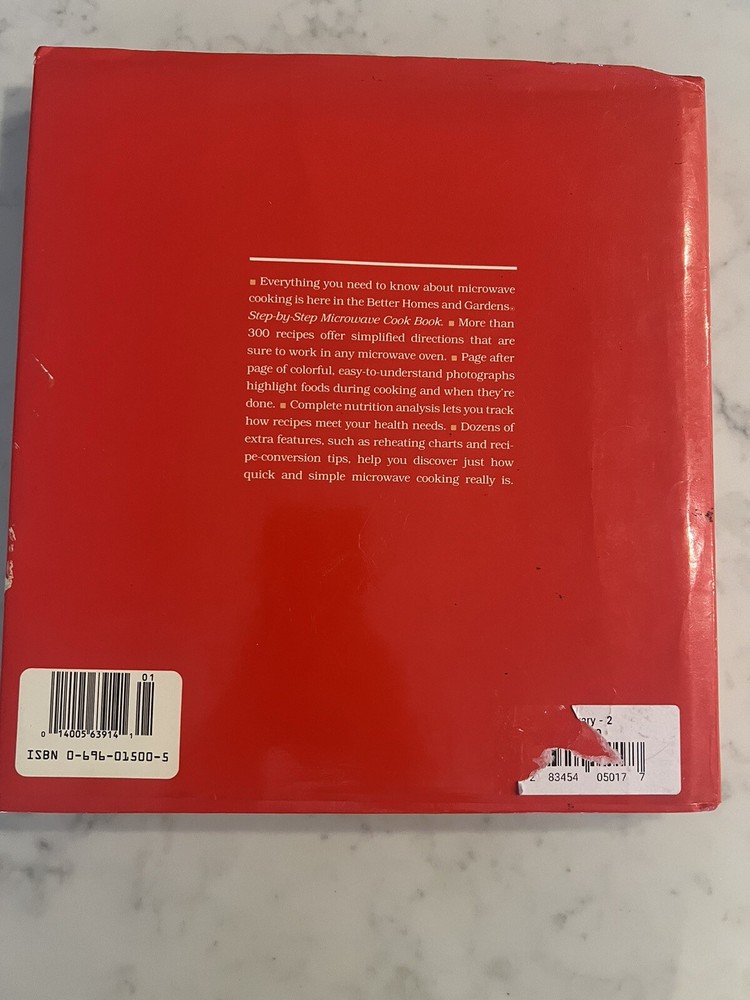 ▪ Everything you need to know about microwave
cooking is here in the Better Homes and Gardens®
Step-by-Step Microwave Cook Book. ▪ More than
300 recipes offer simplified directions that are
sure to work in any microwave oven. ▪ Page after
page of colorful, easy-to-understand photographs
highlight foods during cooking and when they're
done. ▪ Complete nutrition analysis lets you track
how recipes meet your health needs. ▪ Dozens of
extra features, such as reheating charts and reci-
pe-conversion tips, help you discover just how
quick and simple microwave cooking really is.
01
0 14005 63914 1
ISBN 0-696-01500-5
- 2
2 83454 05017 7